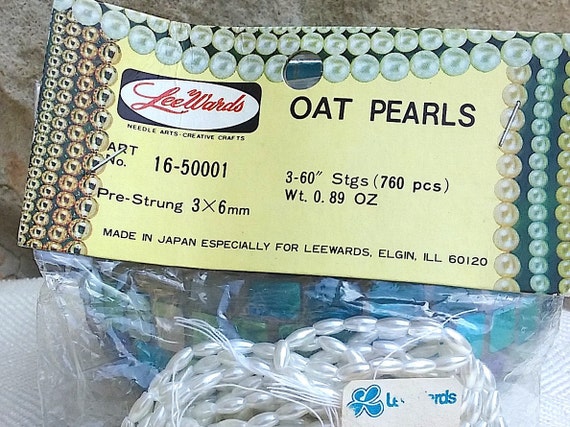 LeeWards
NEEDLE ARTS-CREATIVE CRAFTS
OAT PEARLS
ART No. 16-50001
Pre-Strung 3×6mm
3-60" Stgs (760 pcs)
Wt. 0.89 OZ
MADE IN JAPAN ESPECIALLY FOR LEEWARDS, ELGIN, ILL 60120
LeeWards